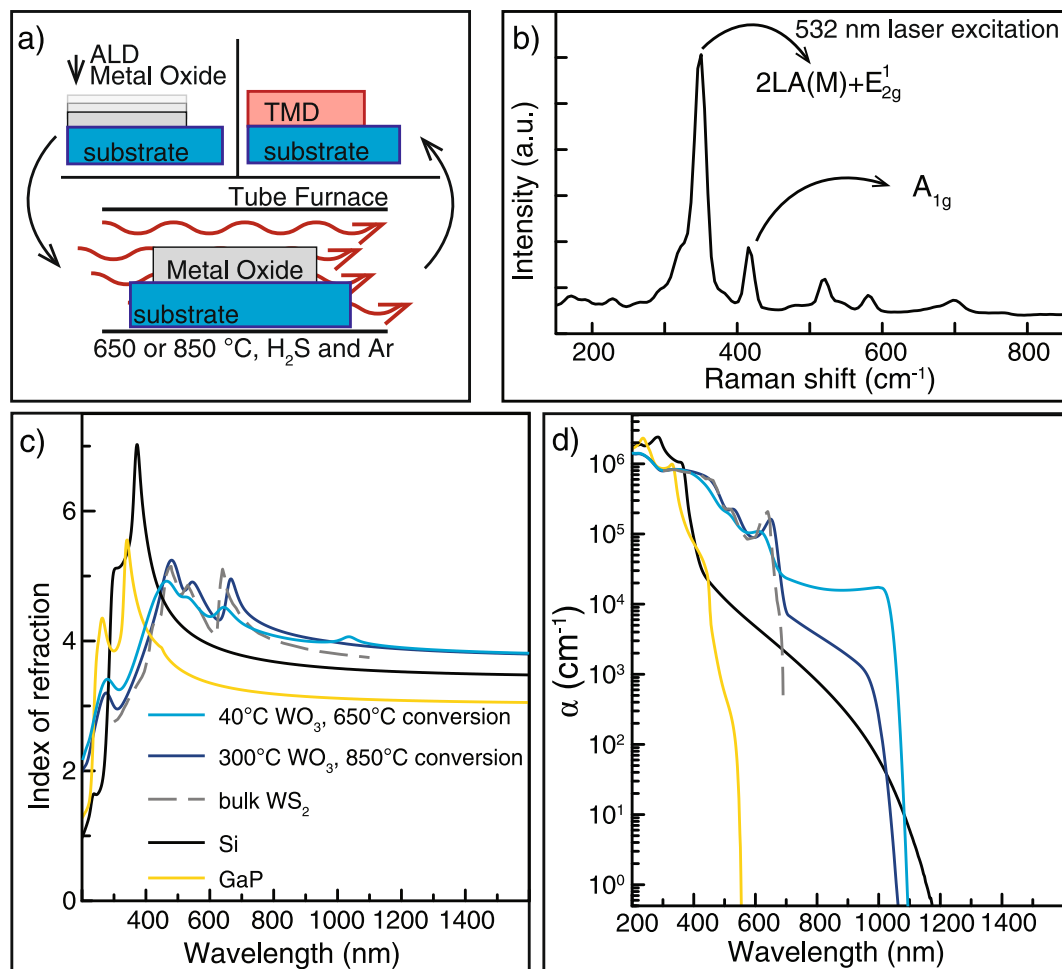 a)
ALD
Metal Oxide
substrate
TMD
substrate
Tube Furnace
Metal Oxide
substrate
650 or 850 °C, H₂S and Ar
b)
532 nm laser excitation
2LA(M)+E¹₂g
A₁g
Intensity (a.u.)
200 400 600 800
Raman shift (cm⁻¹)
c)
Index of refraction
6
4
2
0
40°C WO₃, 650°C conversion
300°C WO₃, 850°C conversion
bulk WS₂
Si
GaP
400 600 1000 1400
Wavelength (nm)
d)
α (cm⁻¹)
10⁶
10⁵
10⁴
10³
10²
10¹
10⁰
200 400 600 800 1000 1400
Wavelength (nm)